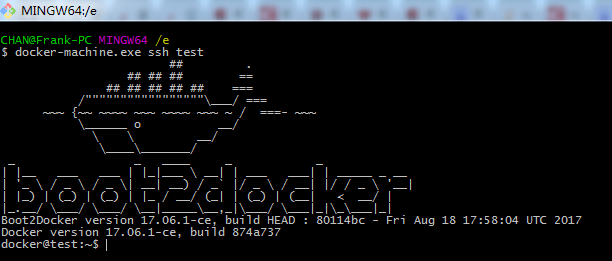 MINGW64:/e
CHAN@Frank-PC MINGW64 /e
$ docker-machine.exe ssh test
boot2docker
Boot2Docker version 17.06.1-ce, build HEAD : 80114bc - Fri Aug 18 17:58:04 UTC 2017
Docker version 17.06.1-ce, build 874a737
docker@test:~$